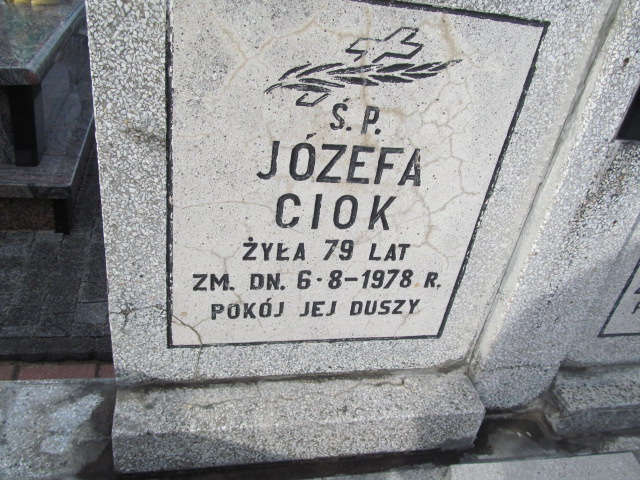 Ś.P.
JÓZEFA
CIOK
ŻYŁA 79 LAT
ZM. DN. 6·8-1978 R.
POKÓJ JEJ DUSZY